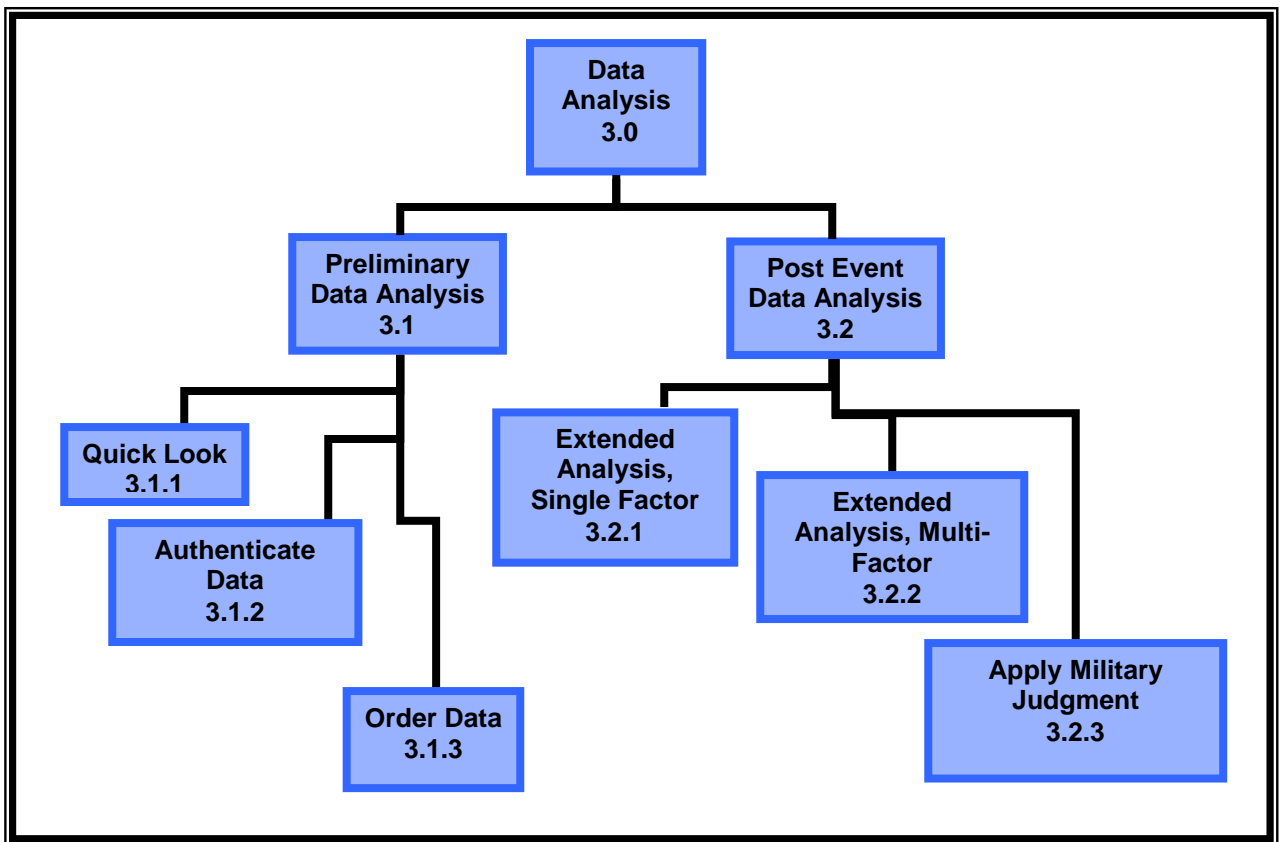 Data
Analysis
3.0
Preliminary
Data Analysis
3.1
Post Event
Data Analysis
3.2
Quick Look
3.1.1
Authenticate
Data
3.1.2
Order Data
3.1.3
Extended
Analysis,
Single Factor
3.2.1
Extended
Analysis, Multi-
Factor
3.2.2
Apply Military
Judgment
3.2.3